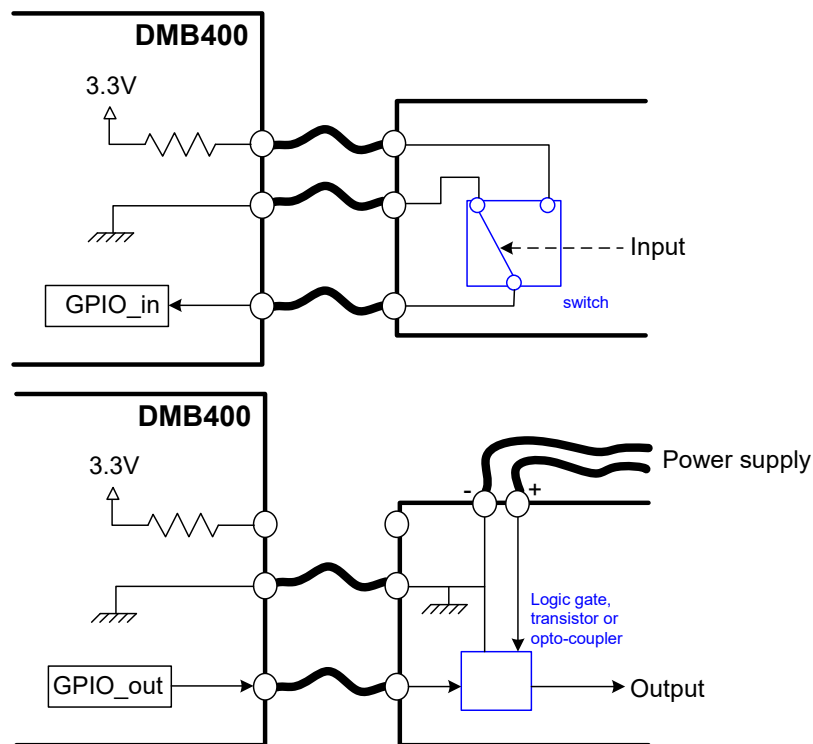 DMB400
3.3V
Input
GPIO_in
switch
DMB400
3.3V
Power supply
- +
Logic gate,
transistor or
opto-coupler
GPIO_out
Output